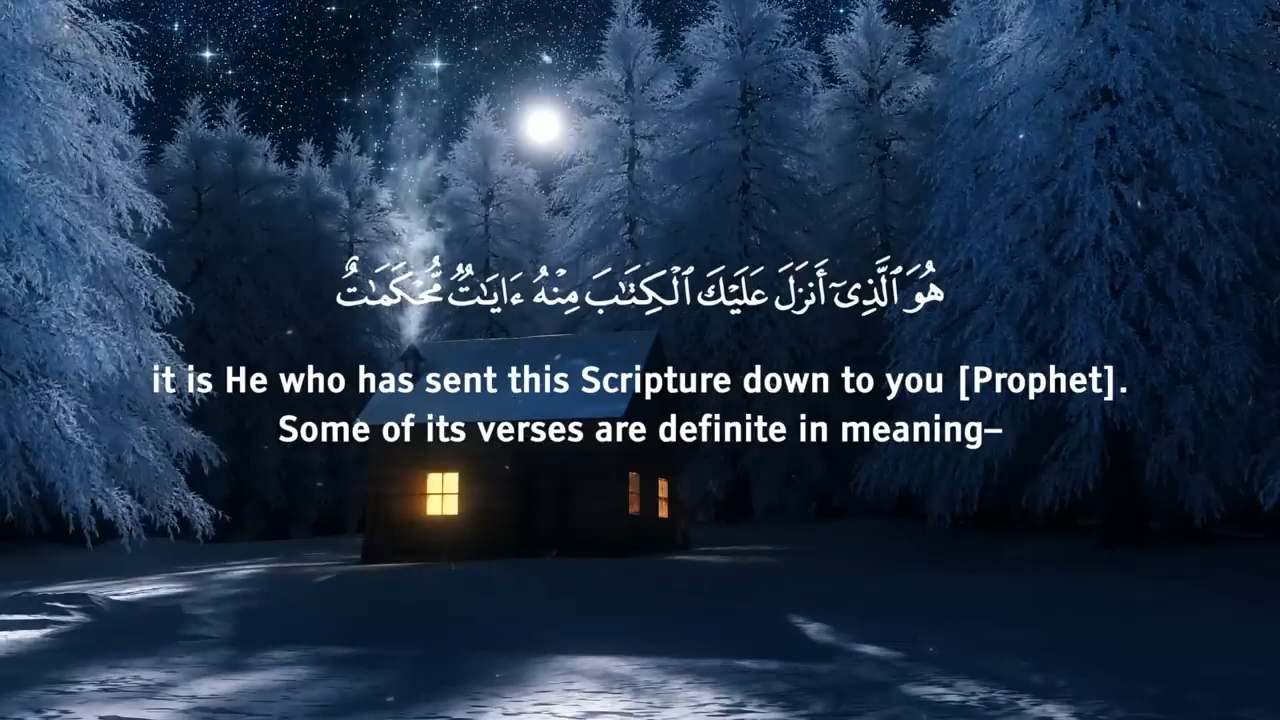 هُوَ ٱلَّذِىٓ أَنزَلَ عَلَيْكَ ٱلْكِتَـٰبَ مِنْهُ ءَايَـٰتٌ مُّحْكَمَـٰتٌ
it is He who has sent this Scripture down to you [Prophet].
Some of its verses are definite in meaning–